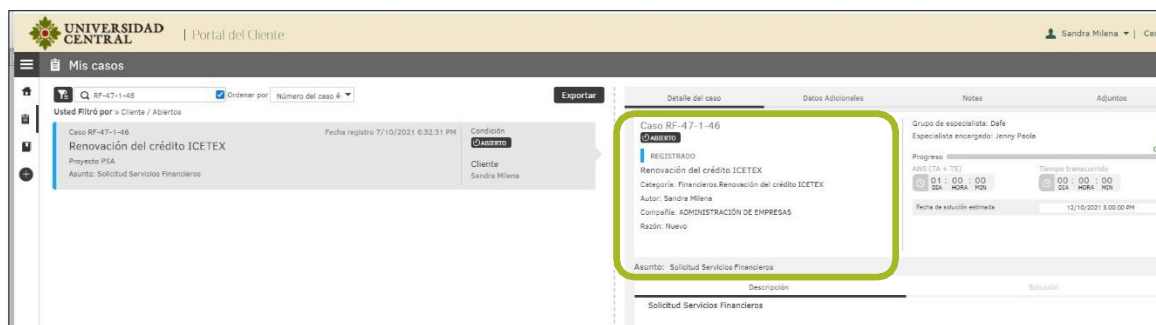 UNIVERSIDAD
CENTRAL
Portal del Cliente
Sandra Milena
Mis casos
RF-47-1-46
Ordenar por
Número del caso
Exportar
Usted Filtró por » Cliente / Abiertos
Caso RF-47-1-46
Fecha registro 7/10/2021 6:32:31 PM
Renovación del crédito ICETEX
Proyecto PSA
Asunto: Solicitud Servicios Financieros
Condición
ABIERTO
Cliente
Sandra Milena
Detalle del caso
Datos Adicionales
Notas
Adjuntos
Caso RF-47-1-46
ABIERTO
REGISTRADO
Renovación del crédito ICETEX
Categoría: Financieros.Renovación del crédito ICETEX
Autor: Sandra Milena
Compañía: ADMINISTRACIÓN DE EMPRESAS
Razón: Nuevo
Grupo de especialista: Dafe
Especialista encargado: Jenny Paola
Progreso
ANS (TA + TS)
01 : 00 : 00
DIA HORA MIN
Tiempo transcurrido
00 : 00 : 00
DIA HORA MIN
Fecha de solución estimada
12/10/2021 3:00:00 PM
Asunto: Solicitud Servicios Financieros
Descripción
Solución
Solicitud Servicios Financieros